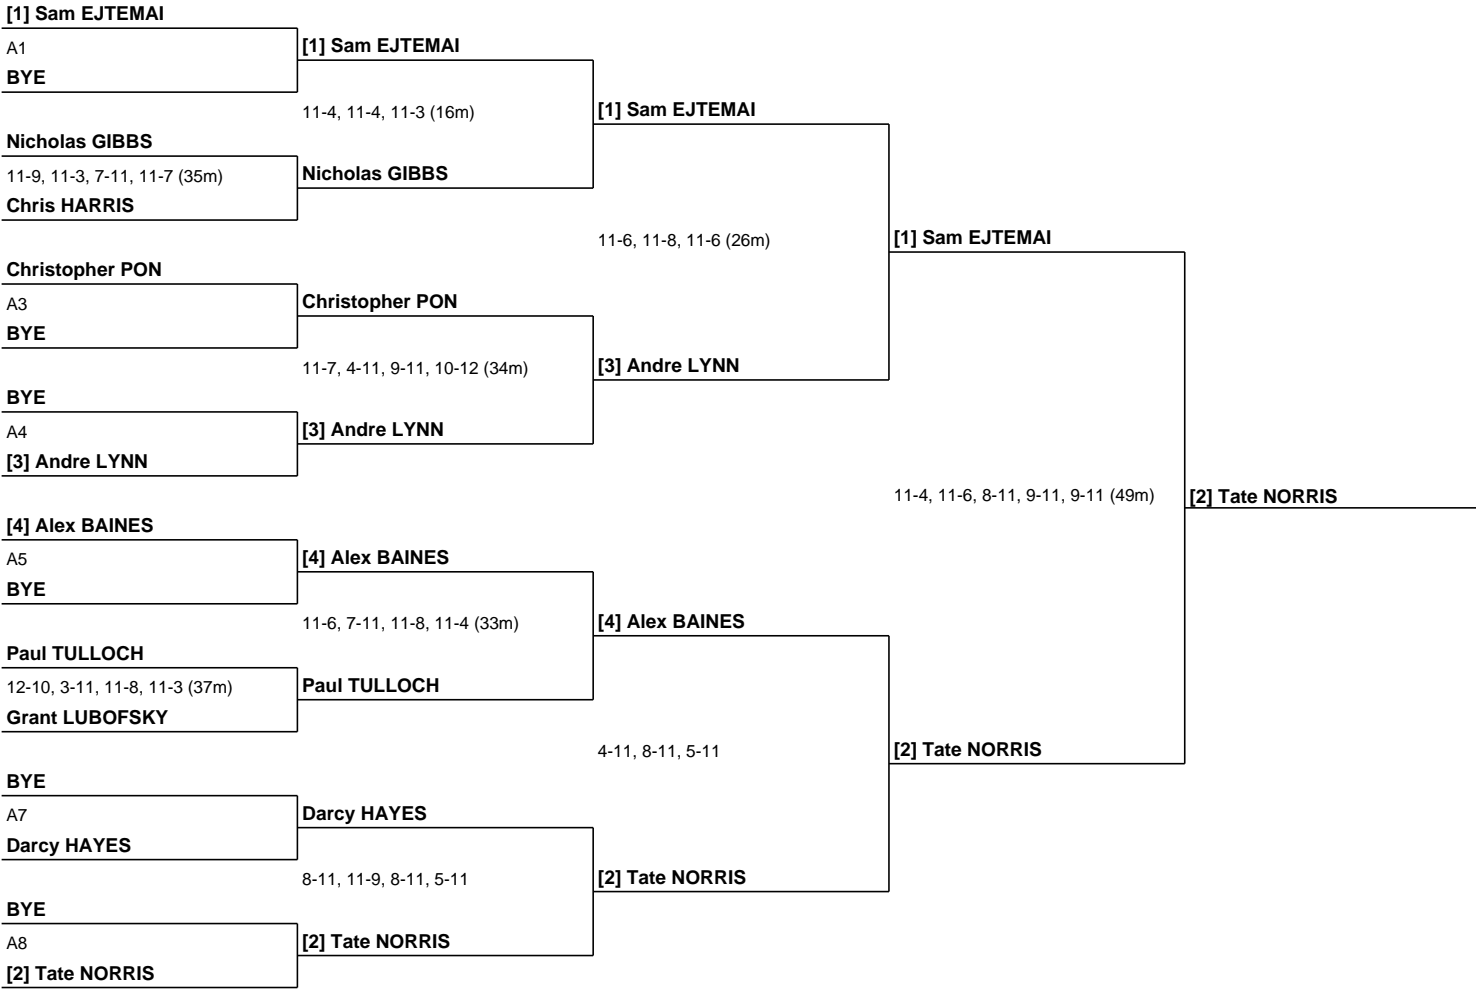 [1] Sam EJTEMAI
A1
BYE
Nicholas GIBBS
11-9, 11-3, 7-11, 11-7 (35m)
Chris HARRIS
Christopher PON
A3
BYE
BYE
A4
[3] Andre LYNN
[4] Alex BAINES
A5
BYE
Paul TULLOCH
12-10, 3-11, 11-8, 11-3 (37m)
Grant LUBOFSKY
BYE
A7
Darcy HAYES
BYE
A8
[2] Tate NORRIS
[1] Sam EJTEMAI
11-4, 11-4, 11-3 (16m)
Nicholas GIBBS
Christopher PON
11-7, 4-11, 9-11, 10-12 (34m)
[3] Andre LYNN
[4] Alex BAINES
11-6, 7-11, 11-8, 11-4 (33m)
Paul TULLOCH
Darcy HAYES
8-11, 11-9, 8-11, 5-11
[2] Tate NORRIS
[1] Sam EJTEMAI
11-6, 11-8, 11-6 (26m)
[3] Andre LYNN
[4] Alex BAINES
4-11, 8-11, 5-11
[2] Tate NORRIS
[1] Sam EJTEMAI
11-4, 11-6, 8-11, 9-11, 9-11 (49m)
[2] Tate NORRIS
[2] Tate NORRIS